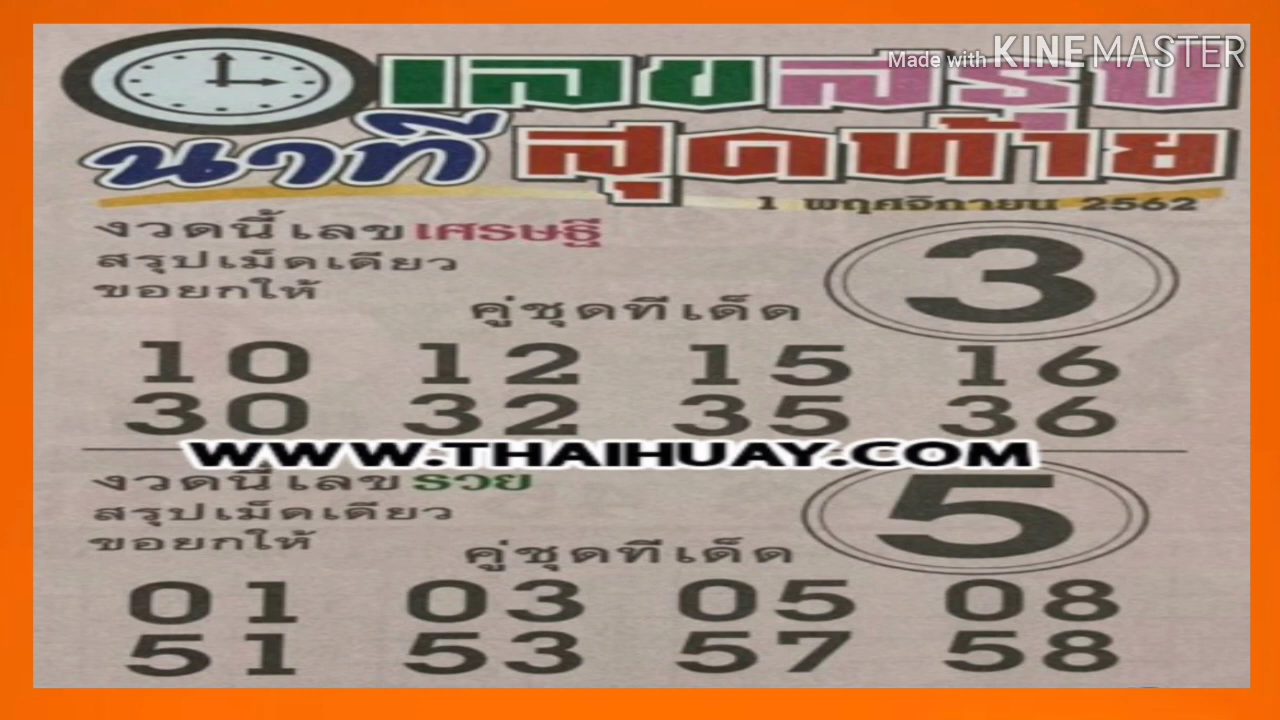 Made with KINEMASTER
เลขสรุป
นาทีสุดท้าย
1 พฤศจิกายน 2562
งวดนี้เลขเศรษฐี
สรุปเม็ดเดียว
ขอยกให้
3
คู่ชุดที่เด็ด
10 12 15 16
30 32 35 36
WWW.THAIHUAY.COM
งวดนี้เลขรวย
สรุปเม็ดเดียว
ขอยกให้
5
คู่ชุดที่เด็ด
01 03 05 08
51 53 57 58